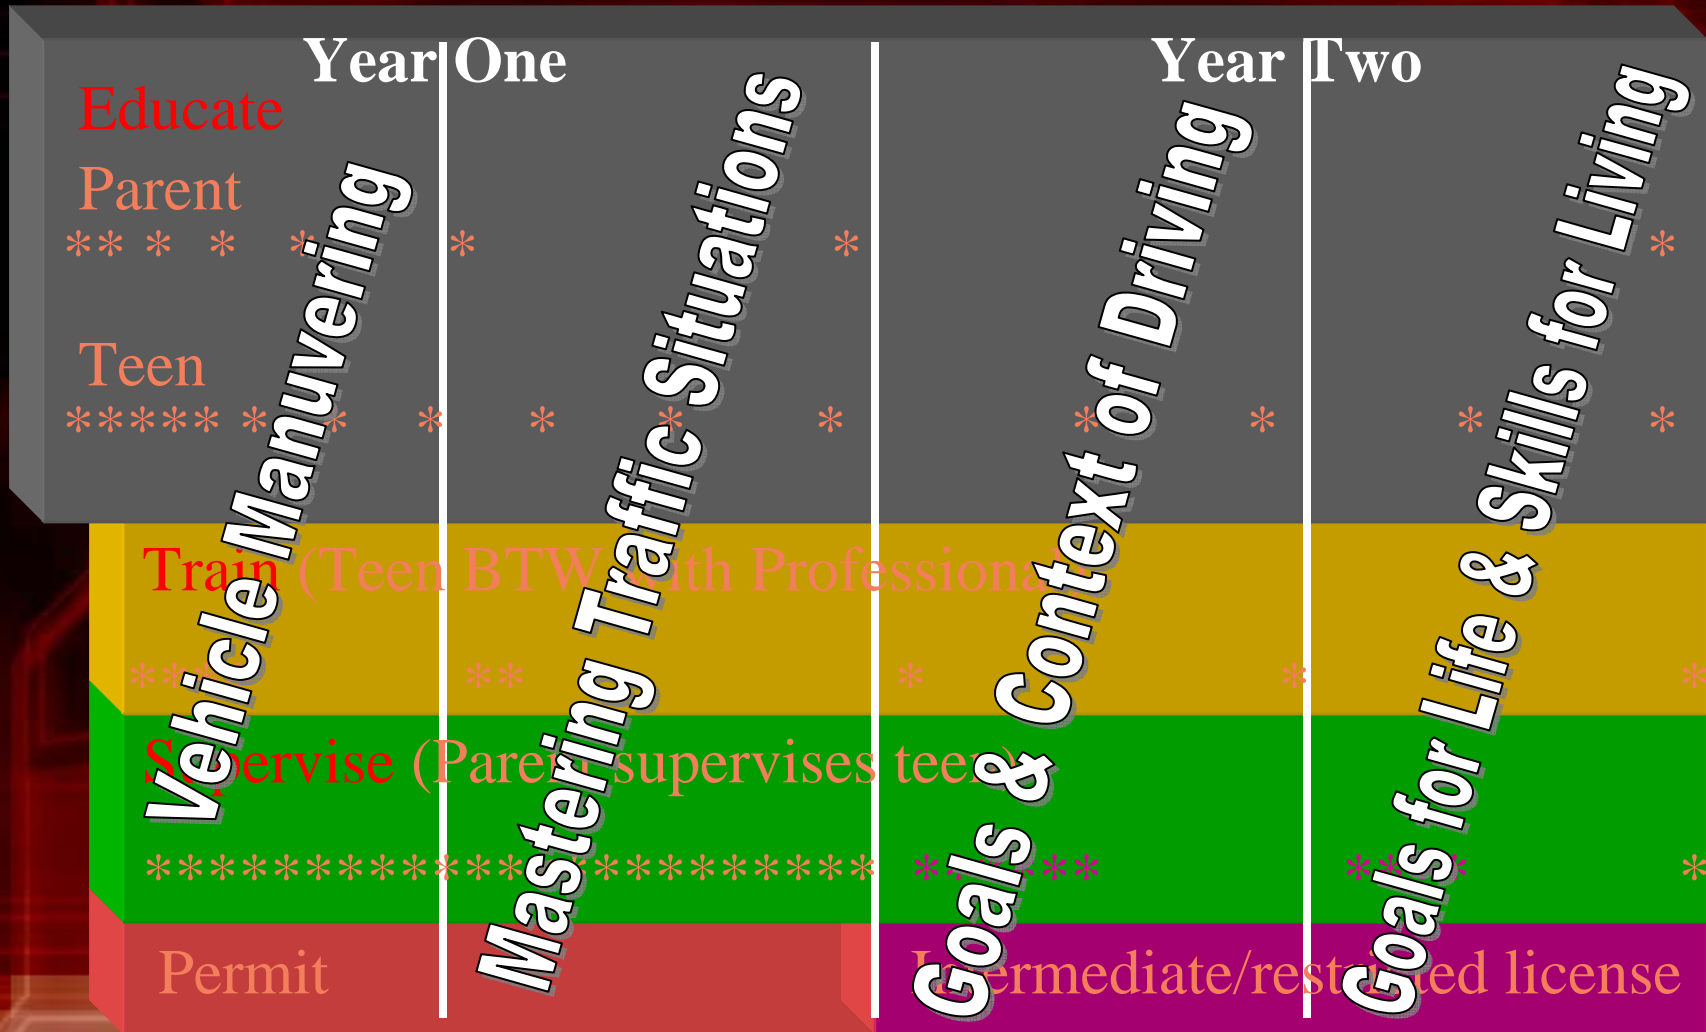 Year One
Year Two
Educate
Parent
** * * * * * *
Teen
***** * * * * * * * * * *
Train (Teen BTW with Professional)
*** ** * * *
Supervise (Parent supervises teen)
*********************** ****** **** *
Permit
Intermediate/restricted license
Vehicle Manuvering
Mastering Traffic Situations
Goals & Context of Driving
Goals for Life & Skills for Living